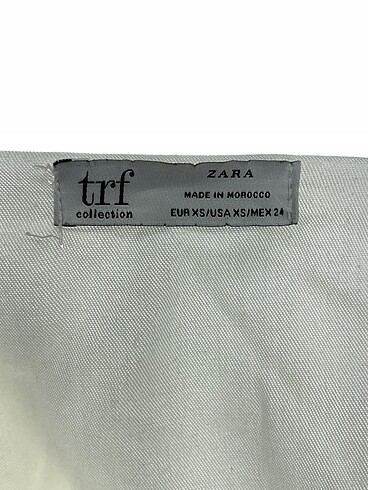 trf
collection
ZARA
MADE IN MOROCCO
EUR XS/USA XS/MEX 24